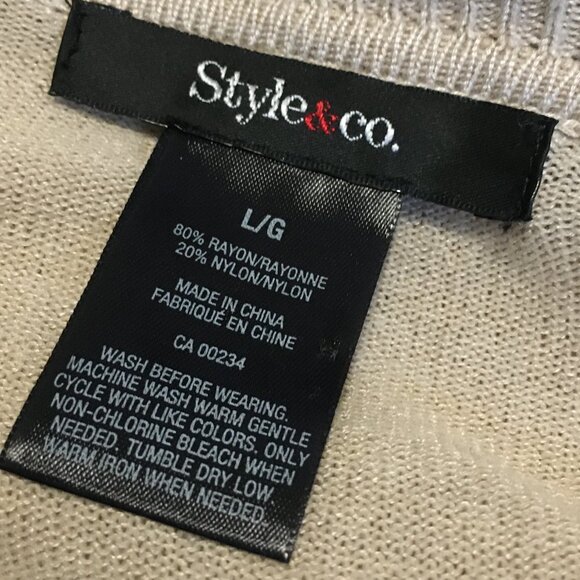 Style&co.
L/G
80% RAYON/RAYONNE
20% NYLON/NYLON
MADE IN CHINA
FABRIQUÉ EN CHINE
CA 00234
WASH BEFORE WEARING.
MACHINE WASH WARM GENTLE
CYCLE WITH LIKE COLORS. ONLY
NON-CHLORINE BLEACH WHEN
NEEDED. TUMBLE DRY LOW
WARM IRON WHEN NEEDED.